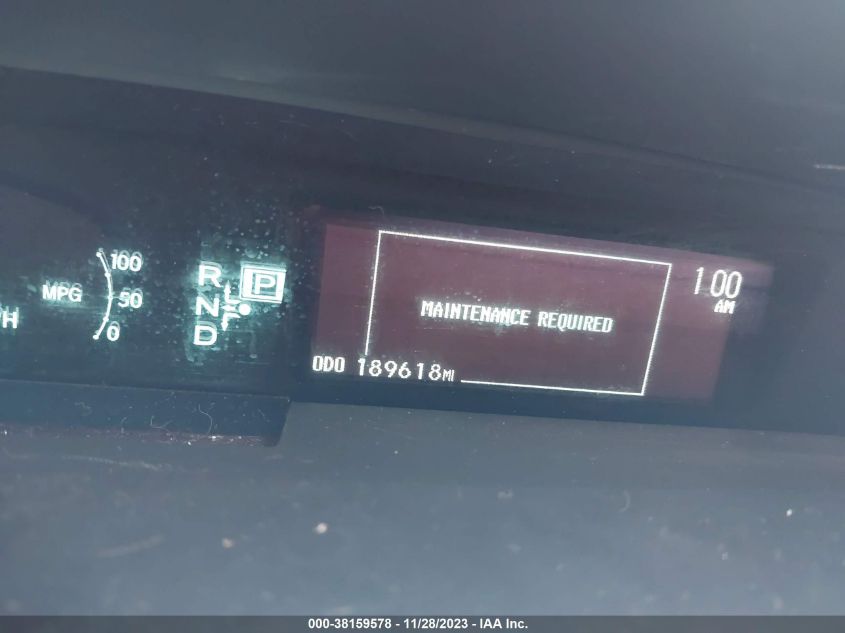 100
MPG
50
0
H
R
P
N
D
1:00
AM
MAINTENANCE REQUIRED
ODO 189618MI
000-38159578 - 11/28/2023 - IAA Inc.